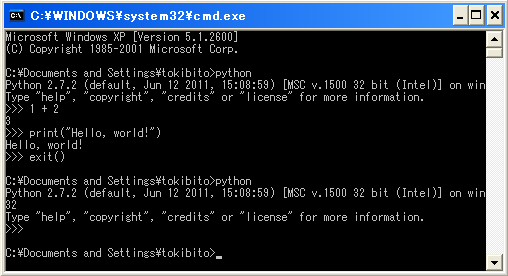 C:¥WINDOWS¥system32¥cmd.exe
Microsoft Windows XP [Version 5.1.2600]
(C) Copyright 1985-2001 Microsoft Corp.
C:¥Documents and Settings¥tokibito>python
Python 2.7.2 (default, Jun 12 2011, 15:08:59) [MSC v.1500 32 bit (Intel)] on win
Type "help", "copyright", "credits" or "license" for more information.
>>> 1 + 2
3
>>> print("Hello, world!")
Hello, world!
>>> exit()
C:¥Documents and Settings¥tokibito>python
Python 2.7.2 (default, Jun 12 2011, 15:08:59) [MSC v.1500 32 bit (Intel)] on win
32
Type "help", "copyright", "credits" or "license" for more information.
>>>
C:¥Documents and Settings¥tokibito>_